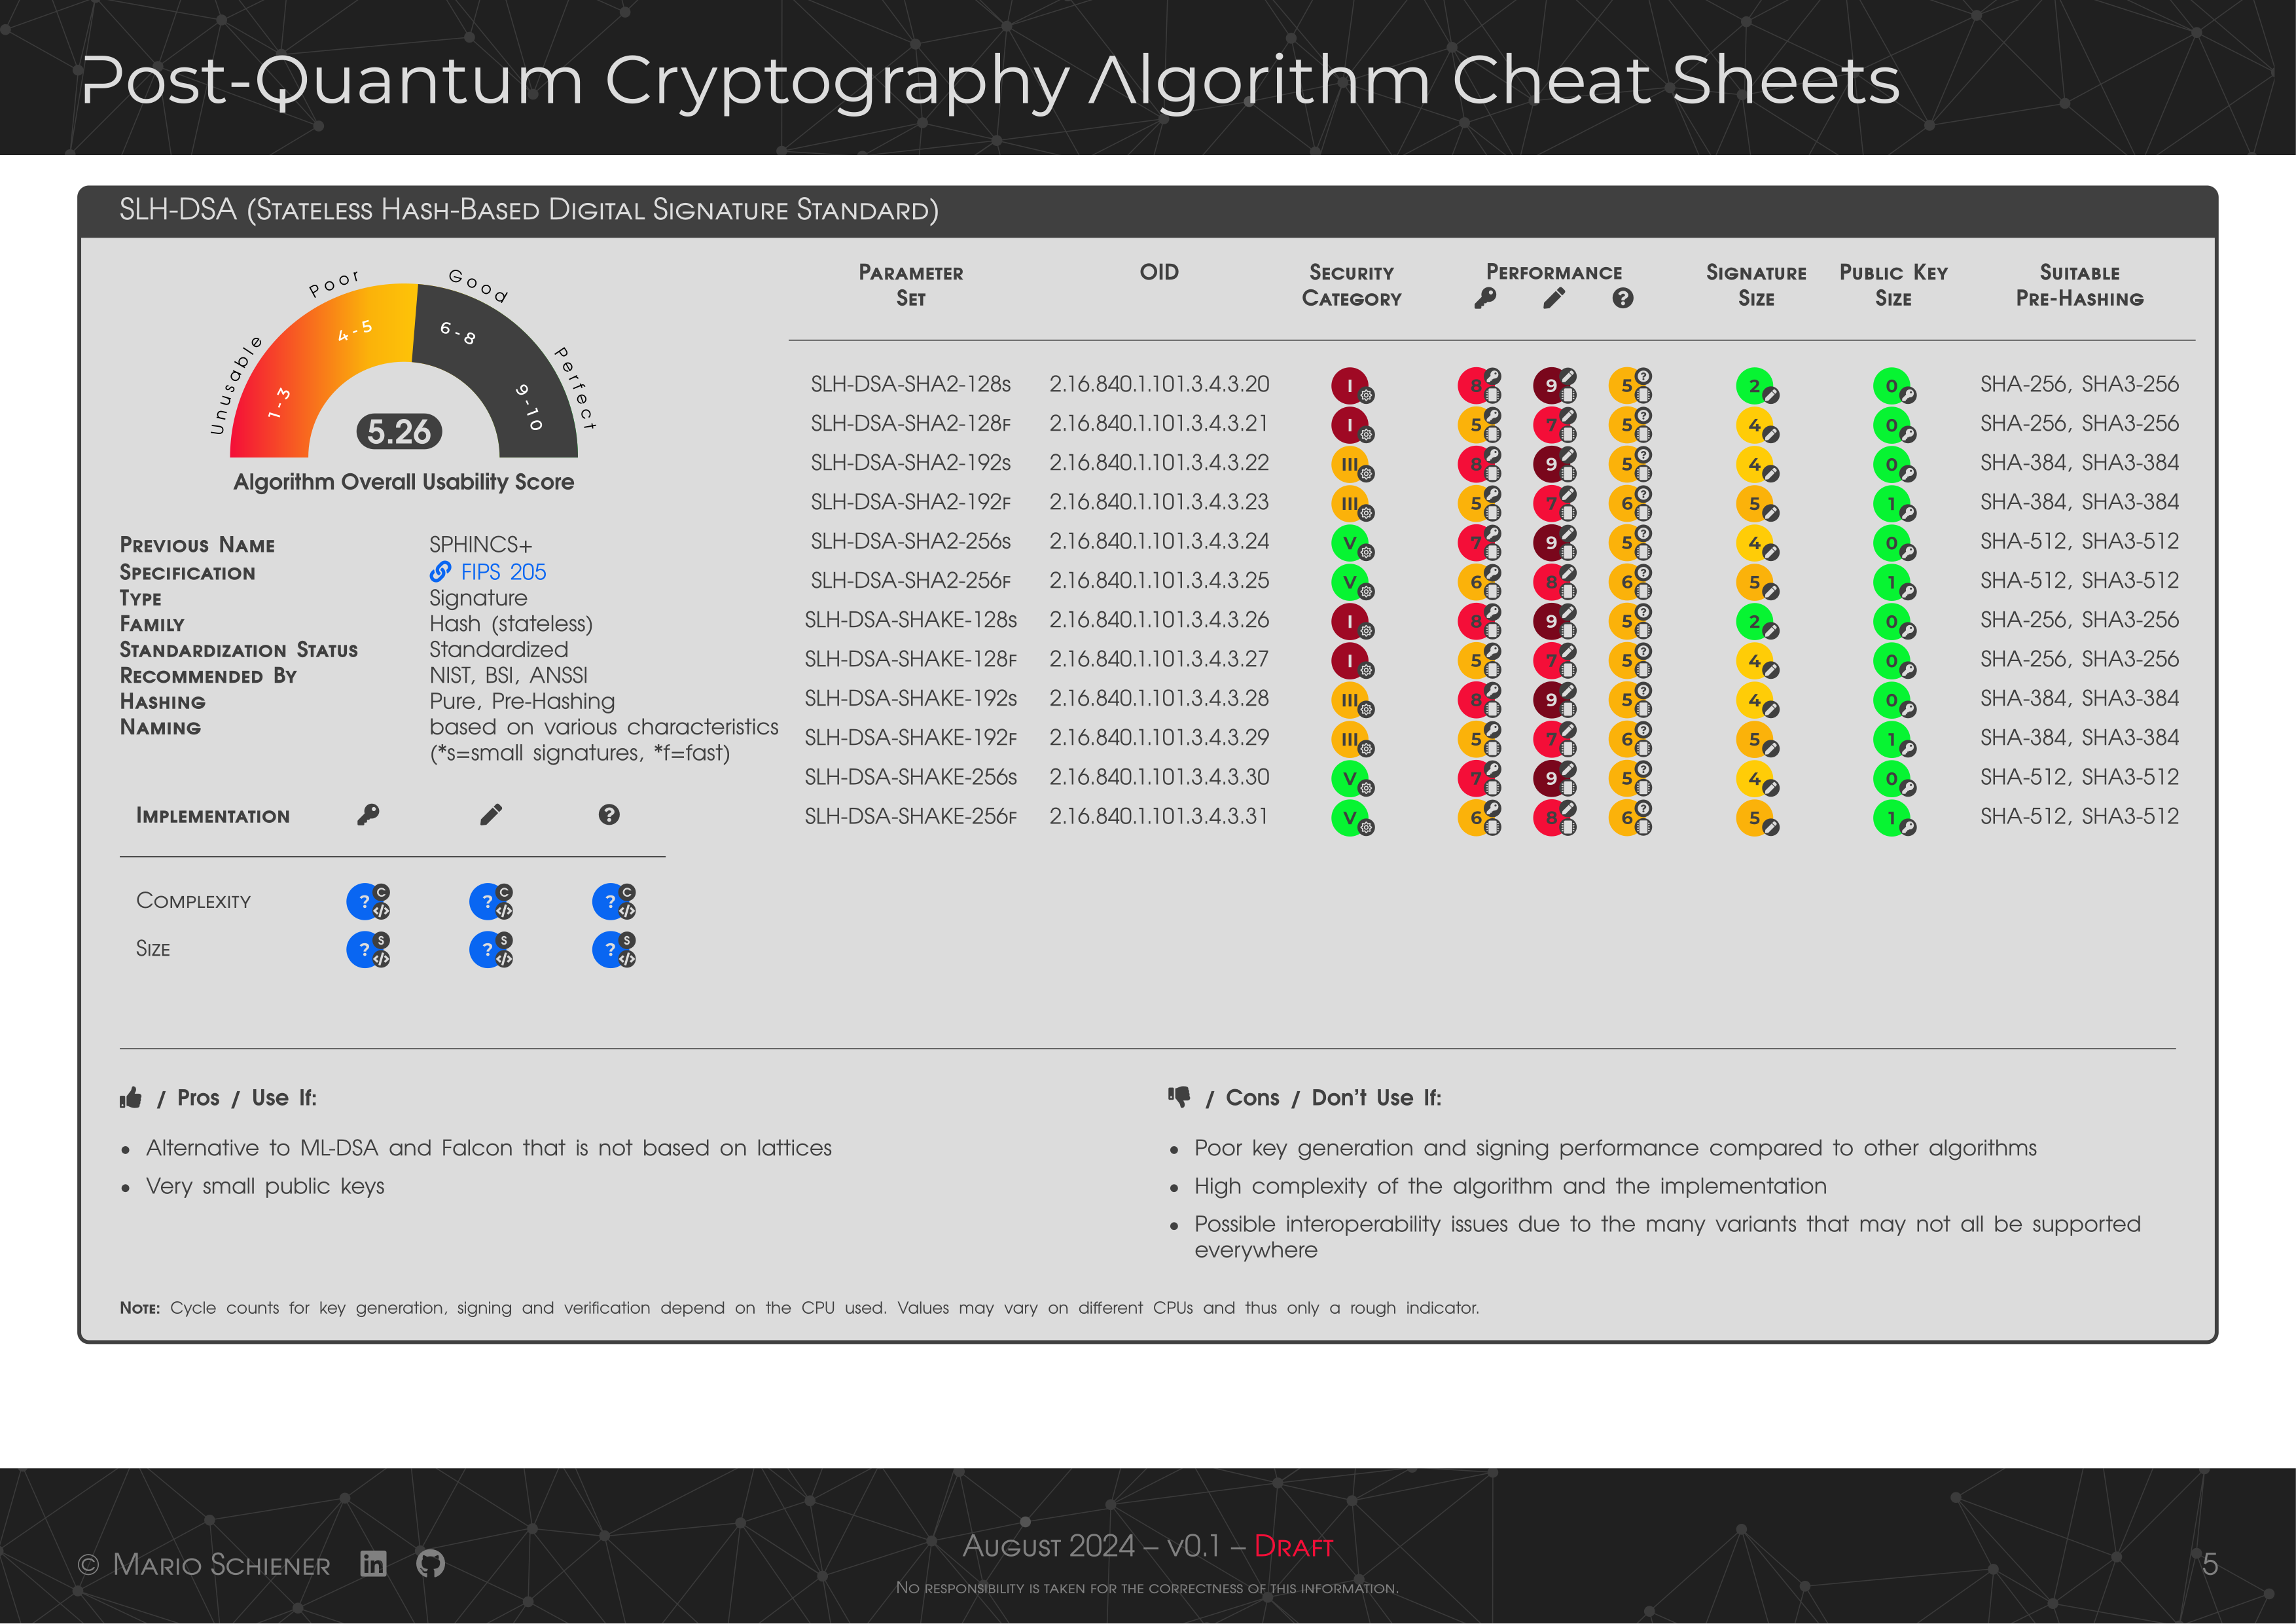 Post-Quantum Cryptography Algorithm Cheat Sheets
SLH-DSA (Stateless Hash-Based Digital Signature Standard)
Unusable
Poor
Good
Perfect
1-3
4-5
6-8
9-10
5.26
Algorithm Overall Usability Score
Previous Name SPHINCS+
Specification FIPS 205
Type Signature
Family Hash (stateless)
Standardization Status Standardized
Recommended By NIST, BSI, ANSSI
Hashing Pure, Pre-Hashing
Naming based on various characteristics
(*s=small signatures, *f=fast)
Implementation
Complexity ? C </> ? C </> ? C </>
Size ? S </> ? S </> ? S </>
Parameter Set OID Security Category Performance Signature Size Public Key Size Suitable Pre-Hashing
SLH-DSA-SHA2-128s 2.16.840.1.101.3.4.3.20 I 8 9 5 2 0 SHA-256, SHA3-256
SLH-DSA-SHA2-128f 2.16.840.1.101.3.4.3.21 I 5 7 5 4 0 SHA-256, SHA3-256
SLH-DSA-SHA2-192s 2.16.840.1.101.3.4.3.22 III 8 9 5 4 0 SHA-384, SHA3-384
SLH-DSA-SHA2-192f 2.16.840.1.101.3.4.3.23 III 5 7 6 5 1 SHA-384, SHA3-384
SLH-DSA-SHA2-256s 2.16.840.1.101.3.4.3.24 V 7 9 5 4 0 SHA-512, SHA3-512
SLH-DSA-SHA2-256f 2.16.840.1.101.3.4.3.25 V 6 8 6 5 1 SHA-512, SHA3-512
SLH-DSA-SHAKE-128s 2.16.840.1.101.3.4.3.26 I 8 9 5 2 0 SHA-256, SHA3-256
SLH-DSA-SHAKE-128f 2.16.840.1.101.3.4.3.27 I 5 7 5 4 0 SHA-256, SHA3-256
SLH-DSA-SHAKE-192s 2.16.840.1.101.3.4.3.28 III 8 9 5 4 0 SHA-384, SHA3-384
SLH-DSA-SHAKE-192f 2.16.840.1.101.3.4.3.29 III 5 7 6 5 1 SHA-384, SHA3-384
SLH-DSA-SHAKE-256s 2.16.840.1.101.3.4.3.30 V 7 9 5 4 0 SHA-512, SHA3-512
SLH-DSA-SHAKE-256f 2.16.840.1.101.3.4.3.31 V 6 8 6 5 1 SHA-512, SHA3-512
/ Pros / Use If:
• Alternative to ML-DSA and Falcon that is not based on lattices
• Very small public keys
/ Cons / Don't Use If:
• Poor key generation and signing performance compared to other algorithms
• High complexity of the algorithm and the implementation
• Possible interoperability issues due to the many variants that may not all be supported
everywhere
Note: Cycle counts for key generation, signing and verification depend on the CPU used. Values may vary on different CPUs and thus only a rough indicator.
© Mario Schiener
in
August 2024 – v0.1 – Draft
No responsibility is taken for the correctness of this information.
5